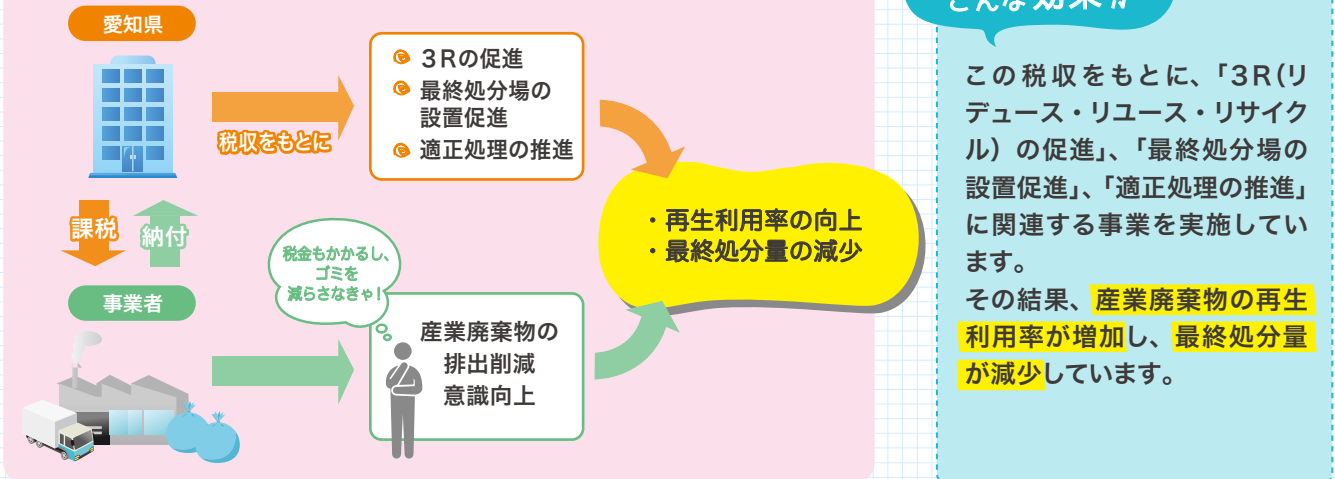 愛知県
税収をもとに
3Rの促進
最終処分場の
設置促進
適正処理の推進
課税
納付
事業者
税金もかかるし、
ゴミを
減らさなきゃ!
産業廃棄物の
排出削減
意識向上
・再生利用率の向上
・最終処分量の減少
どんな効果が
この税収をもとに、「3R(リ
デュース・リユース・リサイク
ル)の促進」、「最終処分場の
設置促進」、「適正処理の推進」
に関連する事業を実施してい
ます。
その結果、産業廃棄物の再生
利用率が増加し、最終処分量
が減少しています。